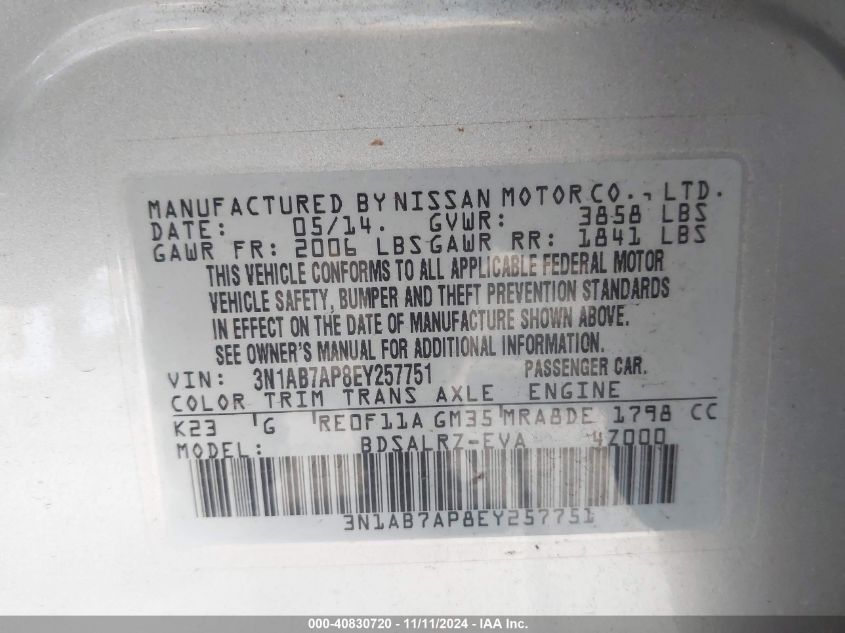 MANUFACTURED BY NISSAN MOTOR CO., LTD.
DATE: 05/14. GVWR: 3858 LBS
GAWR FR: 2006 LBS GAWR RR: 1841 LBS
THIS VEHICLE CONFORMS TO ALL APPLICABLE FEDERAL MOTOR
VEHICLE SAFETY, BUMPER AND THEFT PREVENTION STANDARDS
IN EFFECT ON THE DATE OF MANUFACTURE SHOWN ABOVE.
SEE OWNER'S MANUAL FOR ADDITIONAL INFORMATION.
VIN: 3N1AB7AP8EY257751 PASSENGER CAR.
COLOR TRIM TRANS AXLE ENGINE
K23 G RE0F11A GM35 MRA8DE 1798 CC
MODEL: BDSALRZ-EVA 4Z000
3N1AB7AP8EY257751
000-40830720 - 11/11/2024 - IAA Inc.